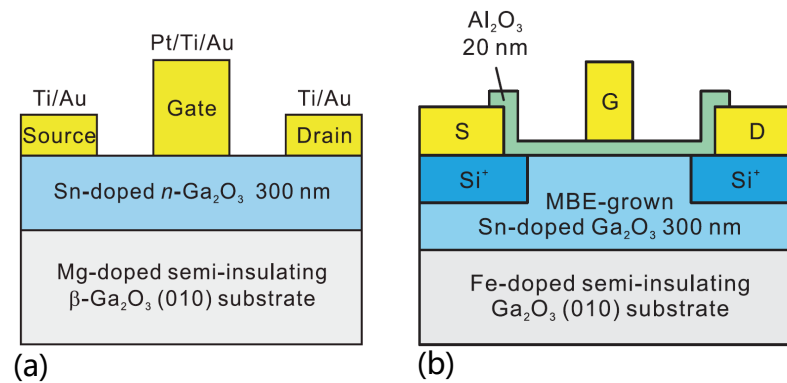 Pt/Ti/Au
Ti/Au
Gate
Ti/Au
Source
Drain
Sn-doped n-Ga₂O₃ 300 nm
Mg-doped semi-insulating
β-Ga₂O₃ (010) substrate
(a)
Al₂O₃
20 nm
G
S
D
Si⁺
Si⁺
MBE-grown
Sn-doped Ga₂O₃ 300 nm
Fe-doped semi-insulating
Ga₂O₃ (010) substrate
(b)